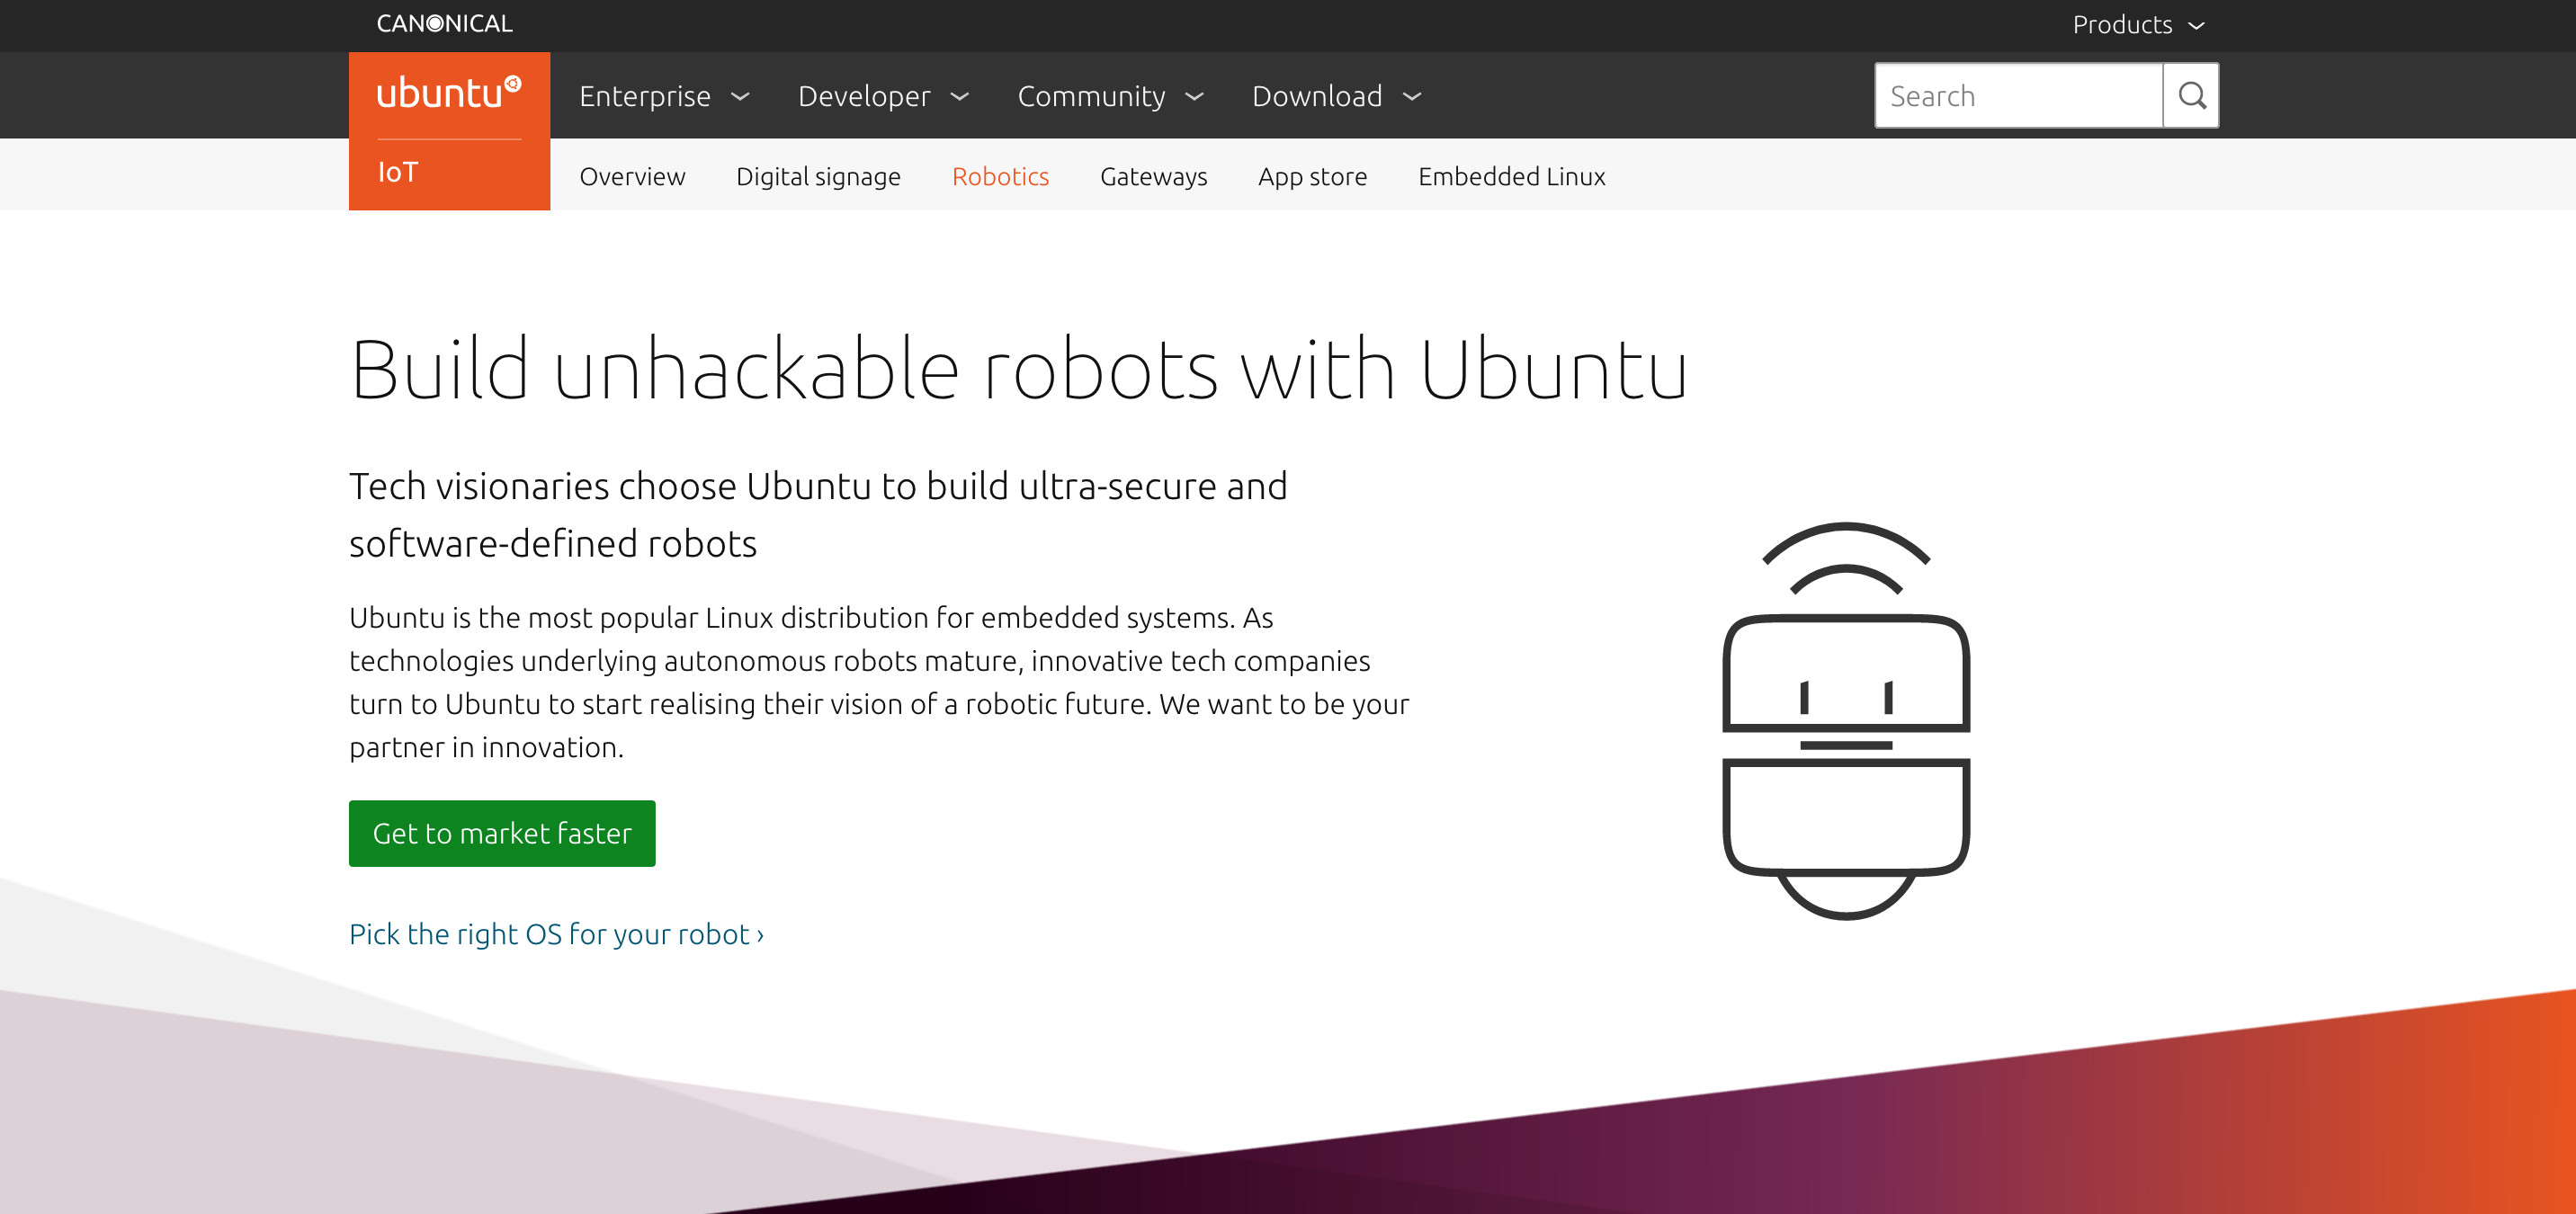 CANONICAL
Products
ubuntu
Enterprise
Developer
Community
Download
Search
IoT
Overview
Digital signage
Robotics
Gateways
App store
Embedded Linux
Build unhackable robots with Ubuntu
Tech visionaries choose Ubuntu to build ultra-secure and
software-defined robots
Ubuntu is the most popular Linux distribution for embedded systems. As
technologies underlying autonomous robots mature, innovative tech companies
turn to Ubuntu to start realising their vision of a robotic future. We want to be your
partner in innovation.
Get to market faster
Pick the right OS for your robot ›